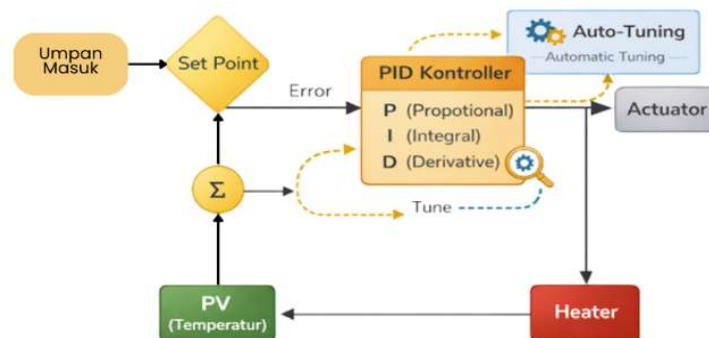 Umpan
Masuk
Set Point
Error
PID Kontroller
P (Propotional)
I (Integral)
D (Derivative)
Auto-Tuning
Automatic Tuning
Actuator
Σ
Tune
PV
(Temperatur)
Heater